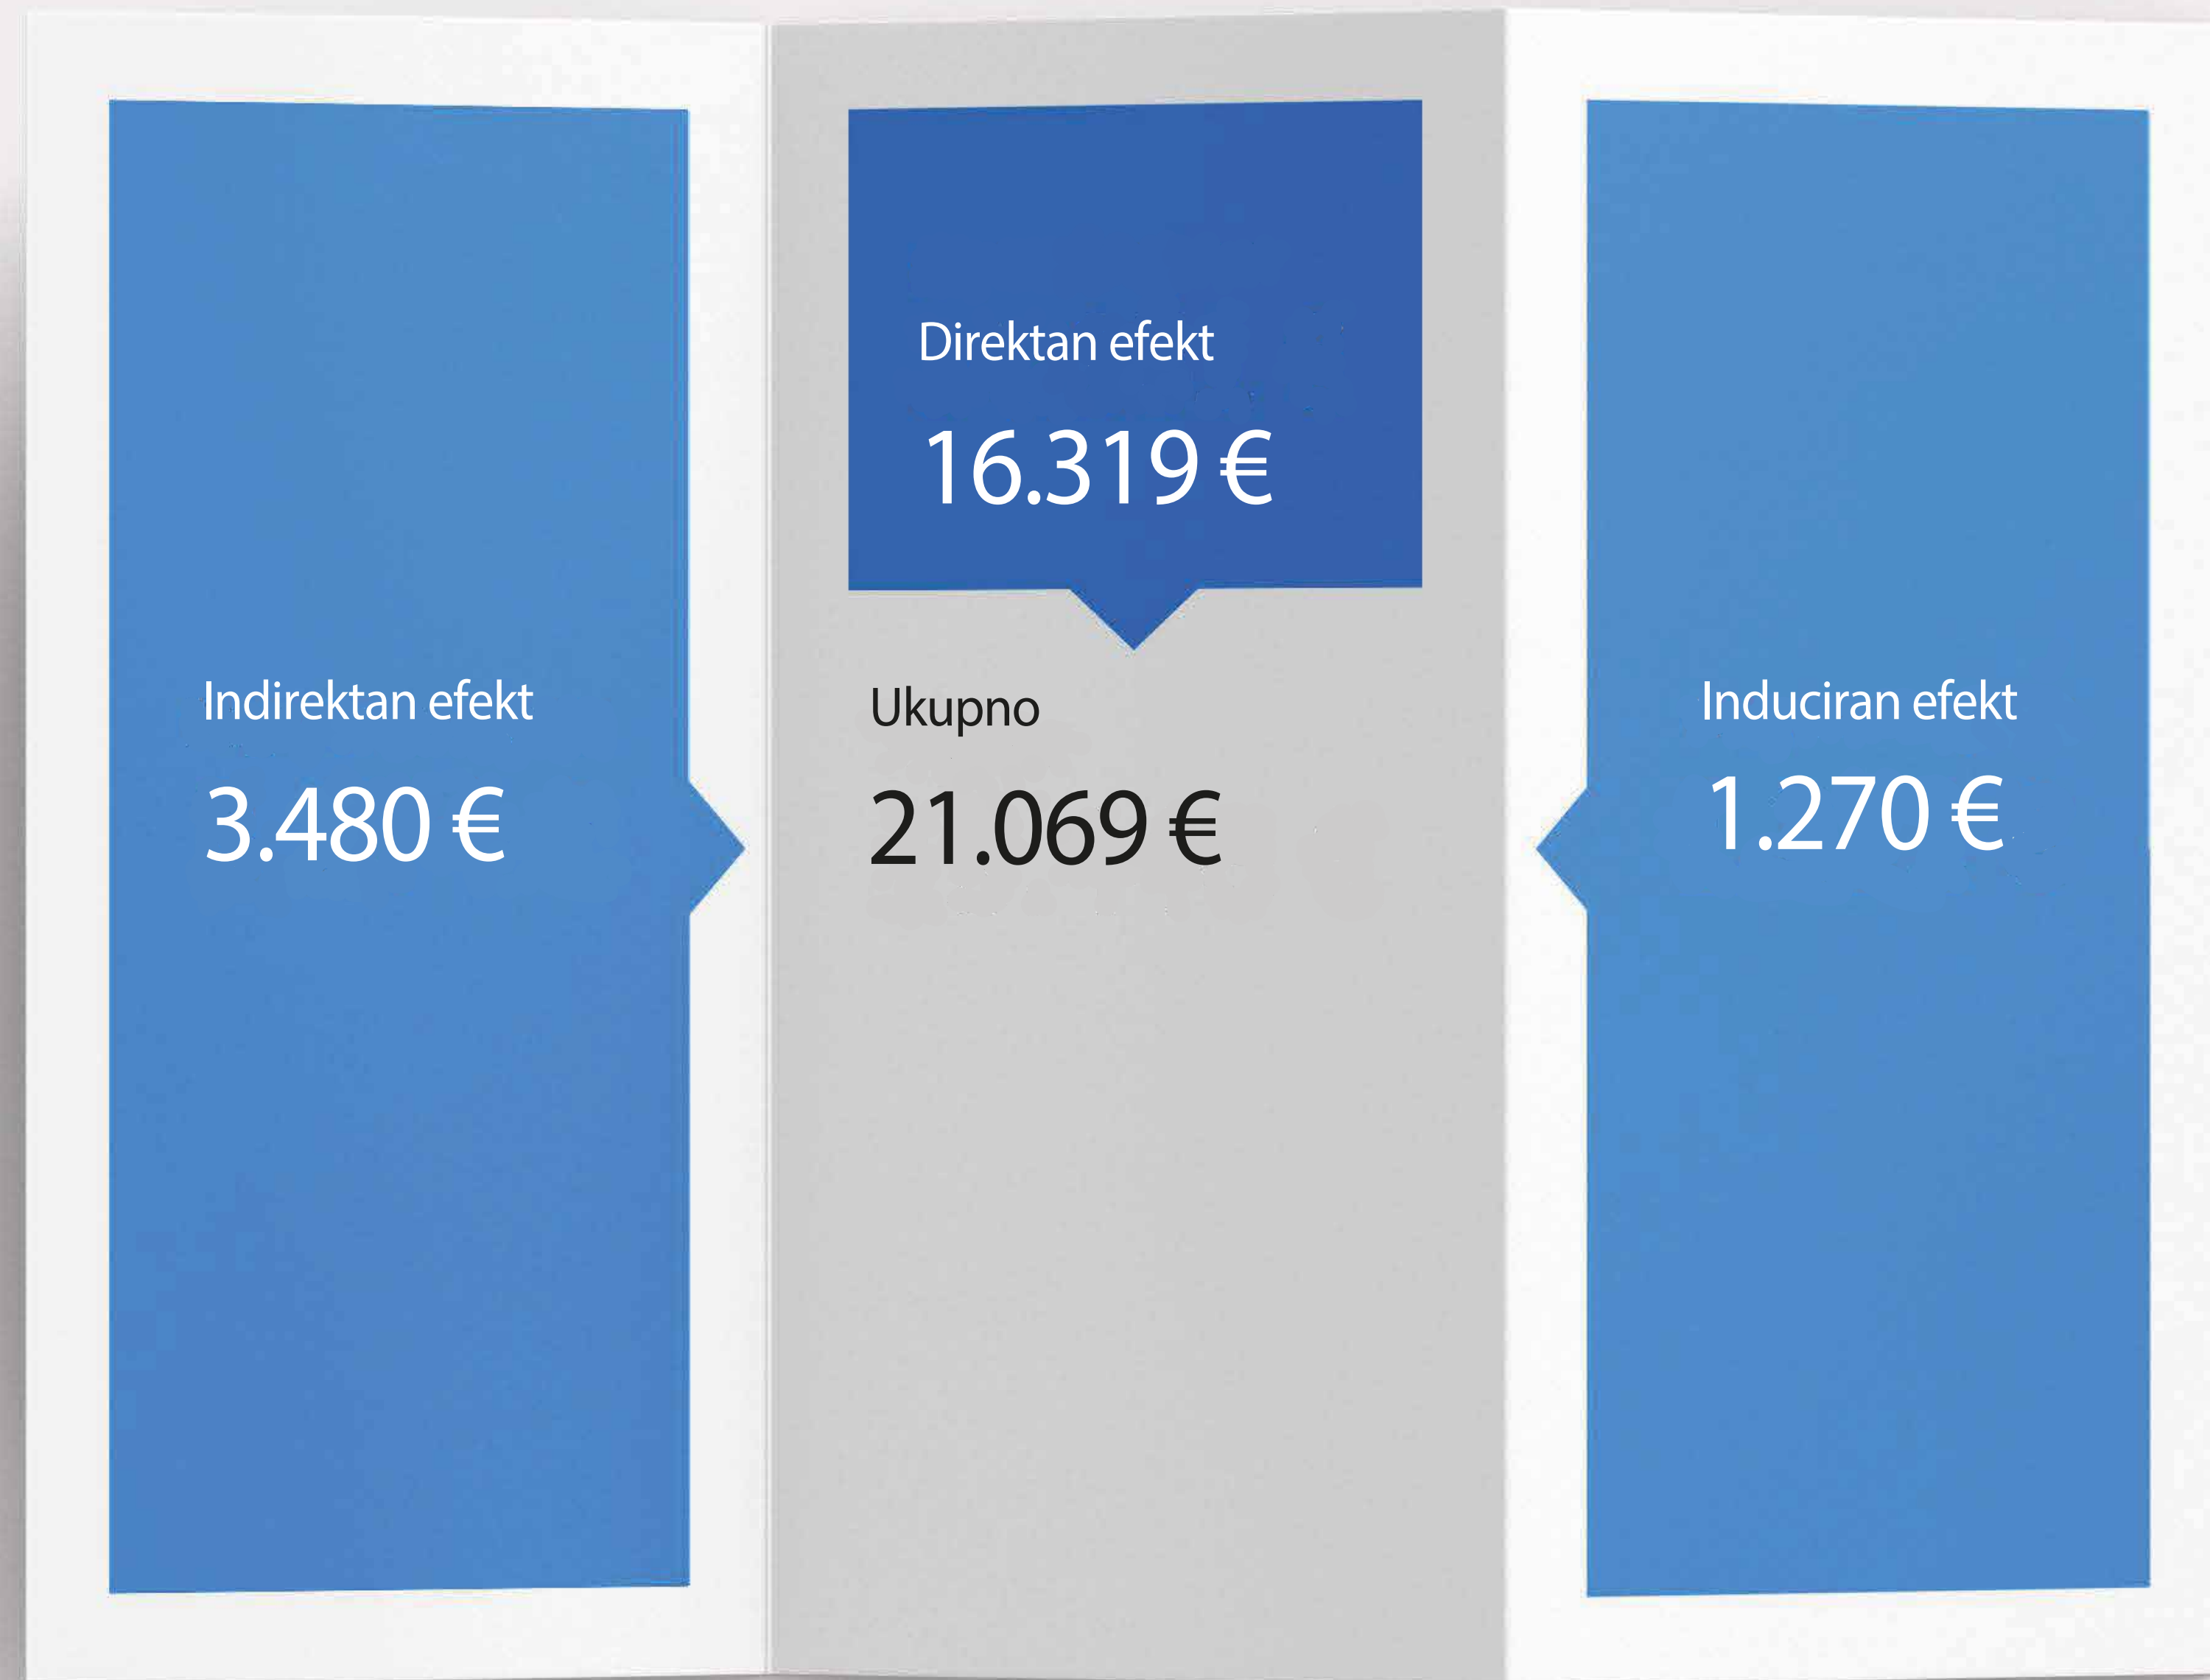 Indirektan efekt
3.480 €
Direktan efekt
16.319 €
Ukupno
21.069 €
Induciran efekt
1.270 €